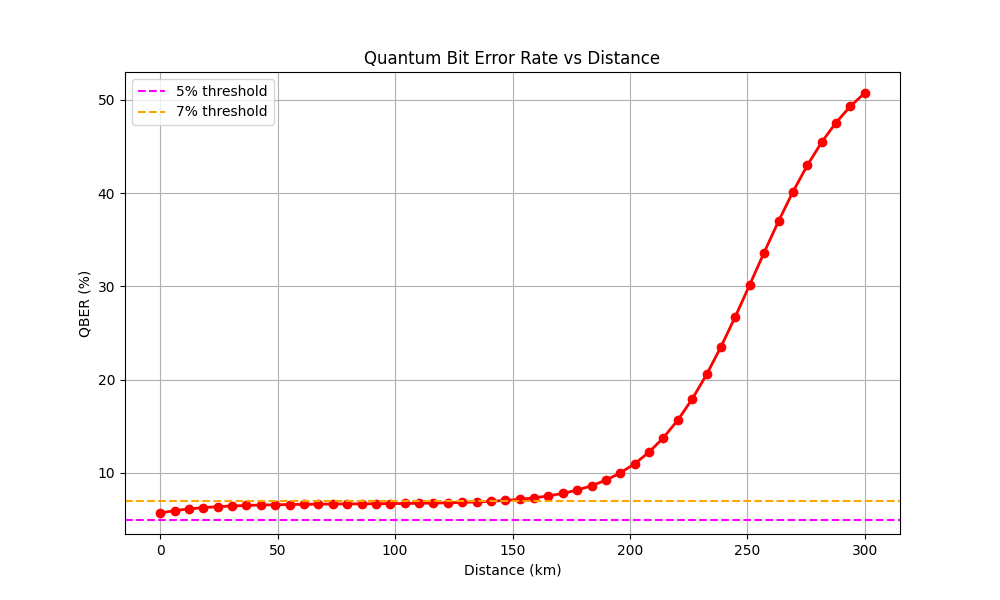 Quantum Bit Error Rate vs Distance
5% threshold
7% threshold
50
40
30
20
10
QBER (%)
0 50 100 150 200 250 300
Distance (km)